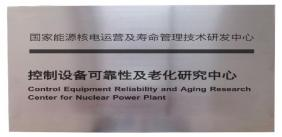 国家能源核电运营及寿命管理技术研发中心
控制设备可靠性及老化研究中心
Control Equipment Reliability and Aging Research
Center for Nuclear Power Plant